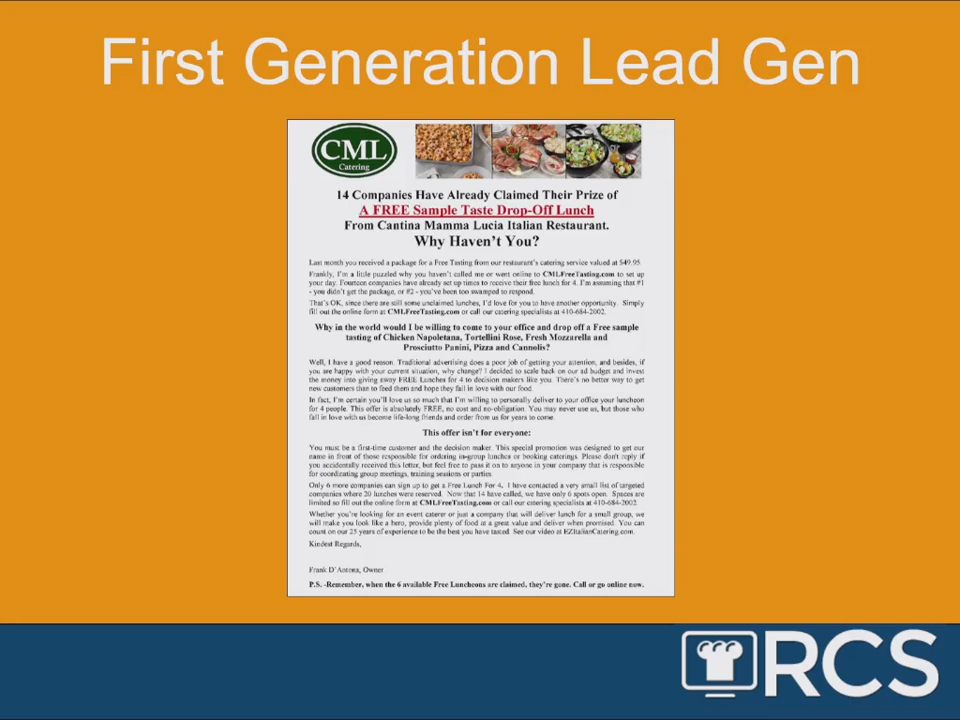 First Generation Lead Gen
CML
Catering
14 Companies Have Already Claimed Their Prize of
A FREE Sample Taste Drop-Off Lunch
From Cantina Mamma Lucia Italian Restaurant.
Why Haven't You?
Last month you received a package for a Free Tasting from our restaurant's catering service valued at $49.95.
Frankly, I'm a little puzzled why you haven't called me or went online to CMLFreeTasting.com to set up
your day. Fourteen companies have already set up times to receive their free lunch for 4. I'm assuming that #1
- you didn't get the package, or #2 - you've been too swamped to respond.
That's OK, since there are still some unclaimed lunches, I'd love for you to have another opportunity. Simply
fill out the online form at CMLFreeTasting.com or call our catering specialists at 410-684-2002.
Why in the world would I be willing to come to your office and drop off a Free sample
tasting of Chicken Napoletana, Tortellini Rose, Fresh Mozzarella and
Prosciutto Panini, Pizza and Cannolis?
Well, I have a good reason. Traditional advertising does a poor job of getting your attention, and besides, if
you are happy with your current situation, why change? I decided to scale back on our ad budget and invest
the money into giving away FREE Lunches for 4 to decision makers like you. There's no better way to get
new customers than to feed them and hope they fall in love with our food.
In fact, I'm certain you'll love us so much that I'm willing to personally deliver to your office your luncheon
for 4 people. This offer is absolutely FREE, no cost and no-obligation. You may never use us, but those who
fall in love with us become life-long friends and order from us for years to come.
This offer isn't for everyone:
You must be a first-time customer and the decision maker. This special promotion was designed to get our
name in front of those responsible for ordering in-group lunches or booking caterings. Please don't reply if
you accidentally received this letter, but feel free to pass it on to anyone in your company that is responsible
for coordinating group meetings, training sessions or parties.
Only 6 more companies can sign up to get a Free Lunch For 4. I have contacted a very small list of targeted
companies where 20 lunches were reserved. Now that 14 have called, we have only 6 spots open. Spaces are
limited so fill out the online form at CMLFreeTasting.com or call our catering specialists at 410-684-2002.
Whether you're looking for an event caterer or just a company that will deliver lunch for a small group, we
will make you look like a hero, provide plenty of food at a great value and deliver when promised. You can
count on our 25 years of experience to be the best you have tasted. See our video at EZItalianCatering.com.
Kindest Regards,
Frank D'Antona, Owner
P.S. -Remember, when the 6 available Free Luncheons are claimed, they're gone. Call or go online now.
RCS